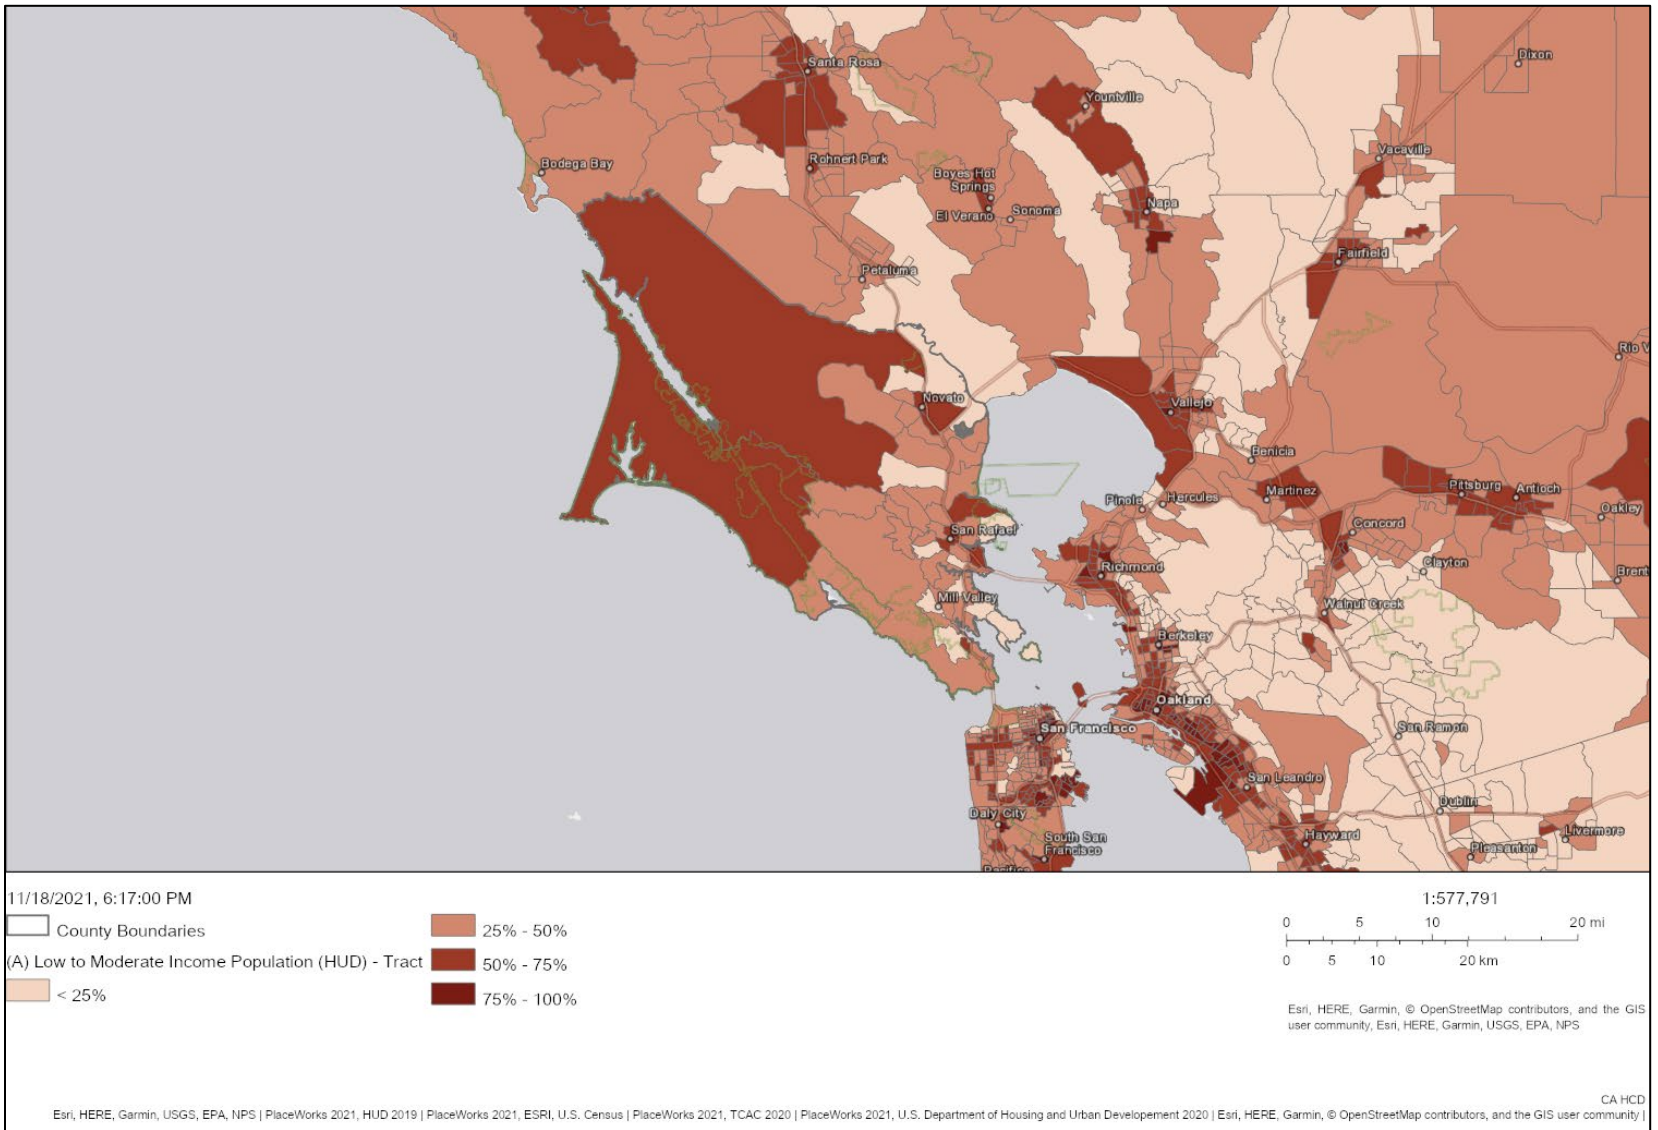 Dixon
Santa Rosa
Yountville
Vacaville
Bodega Bay
Rohnert Park
Boyes Hot
Springs
El Verano
Sonoma
Napa
Fairfield
Petaluma
Rio V
Novato
Vallejo
Benicia
Pinole
Hercules
Martinez
Pittsburg
Antioch
Oakley
San Rafael
Concord
Richmond
Clayton
Brent
Mill Valley
Walnut Creek
Berkeley
Oakland
San Francisco
San Ramon
San Leandro
Daly City
Dublin
South San
Francisco
Hayward
Livermore
Pleasanton
Pacifica
11/18/2021, 6:17:00 PM
County Boundaries
(A) Low to Moderate Income Population (HUD) - Tract
< 25%
25% - 50%
50% - 75%
75% - 100%
1:577,791
0 5 10 20 mi
0 5 10 20 km
Esri, HERE, Garmin, © OpenStreetMap contributors, and the GIS
user community, Esri, HERE, Garmin, USGS, EPA, NPS
CA HCD
Esri, HERE, Garmin, USGS, EPA, NPS | PlaceWorks 2021, HUD 2019 | PlaceWorks 2021, ESRI, U.S. Census | PlaceWorks 2021, TCAC 2020 | PlaceWorks 2021, U.S. Department of Housing and Urban Developement 2020 | Esri, HERE, Garmin, © OpenStreetMap contributors, and the GIS user community |